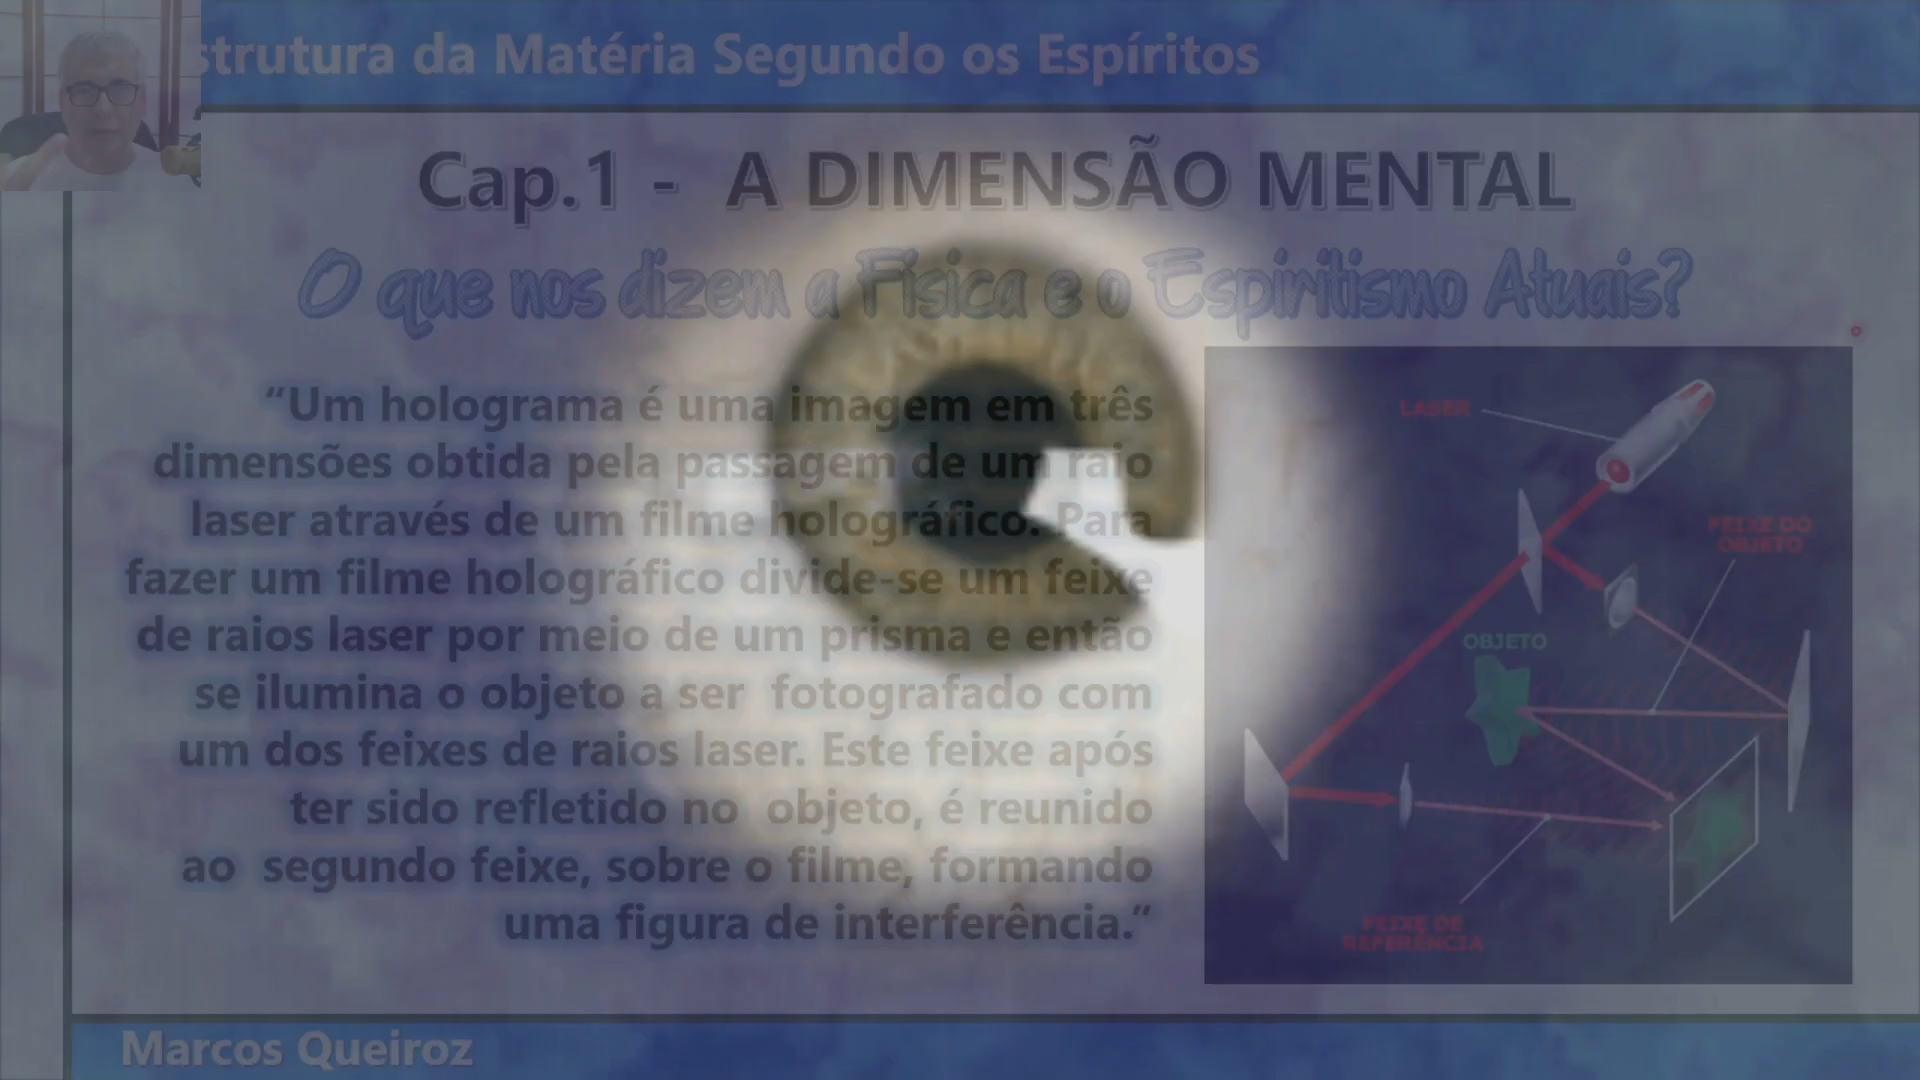 strutura da Matéria Segundo os Espíritos
Cap.1 - A DIMENSÃO MENTAL
O que nos dizem a Física e o Espiritismo Atuais?
“Um holograma é uma imagem em três
dimensões obtida pela passagem de um raio
laser através de um filme holográfico. Para
fazer um filme holográfico divide-se um feixe
de raios laser por meio de um prisma e então
se ilumina o objeto a ser fotografado com
um dos feixes de raios laser. Este feixe após
ter sido refletido no objeto, é reunido
ao segundo feixe, sobre o filme, formando
uma figura de interferência.”
LASER
FEIXE DO
OBJETO
OBJETO
FEIXE DE
REFERÊNCIA
Marcos Queiroz